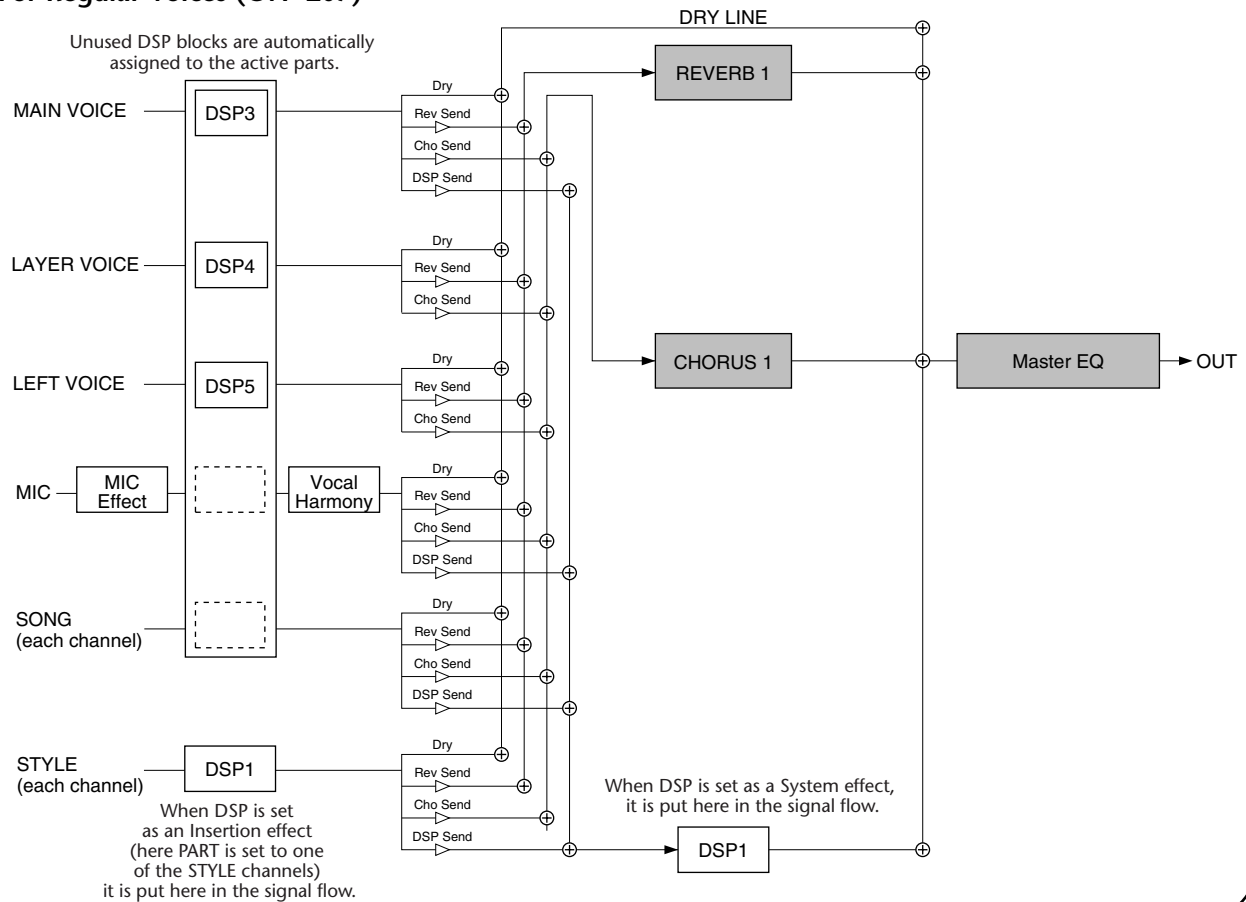 For Regular Voices
DRY LINE
Unused DSP blocks are automatically
assigned to the active parts.
MAIN VOICE
DSP3
Dry
Rev Send
Cho Send
DSP Send
REVERB 1
LAYER VOICE
DSP4
Dry
Rev Send
Cho Send
LEFT VOICE
DSP5
Dry
Rev Send
Cho Send
CHORUS 1
Master EQ
OUT
MIC
MIC
Effect
Vocal
Harmony
Dry
Rev Send
Cho Send
DSP Send
SONG
(each channel)
Dry
Rev Send
Cho Send
DSP Send
STYLE
(each channel)
DSP1
Dry
Rev Send
Cho Send
DSP Send
When DSP is set
as an Insertion effect
(here PART is set to one
of the STYLE channels)
it is put here in the signal flow.
When DSP is set as a System effect,
it is put here in the signal flow.
DSP1